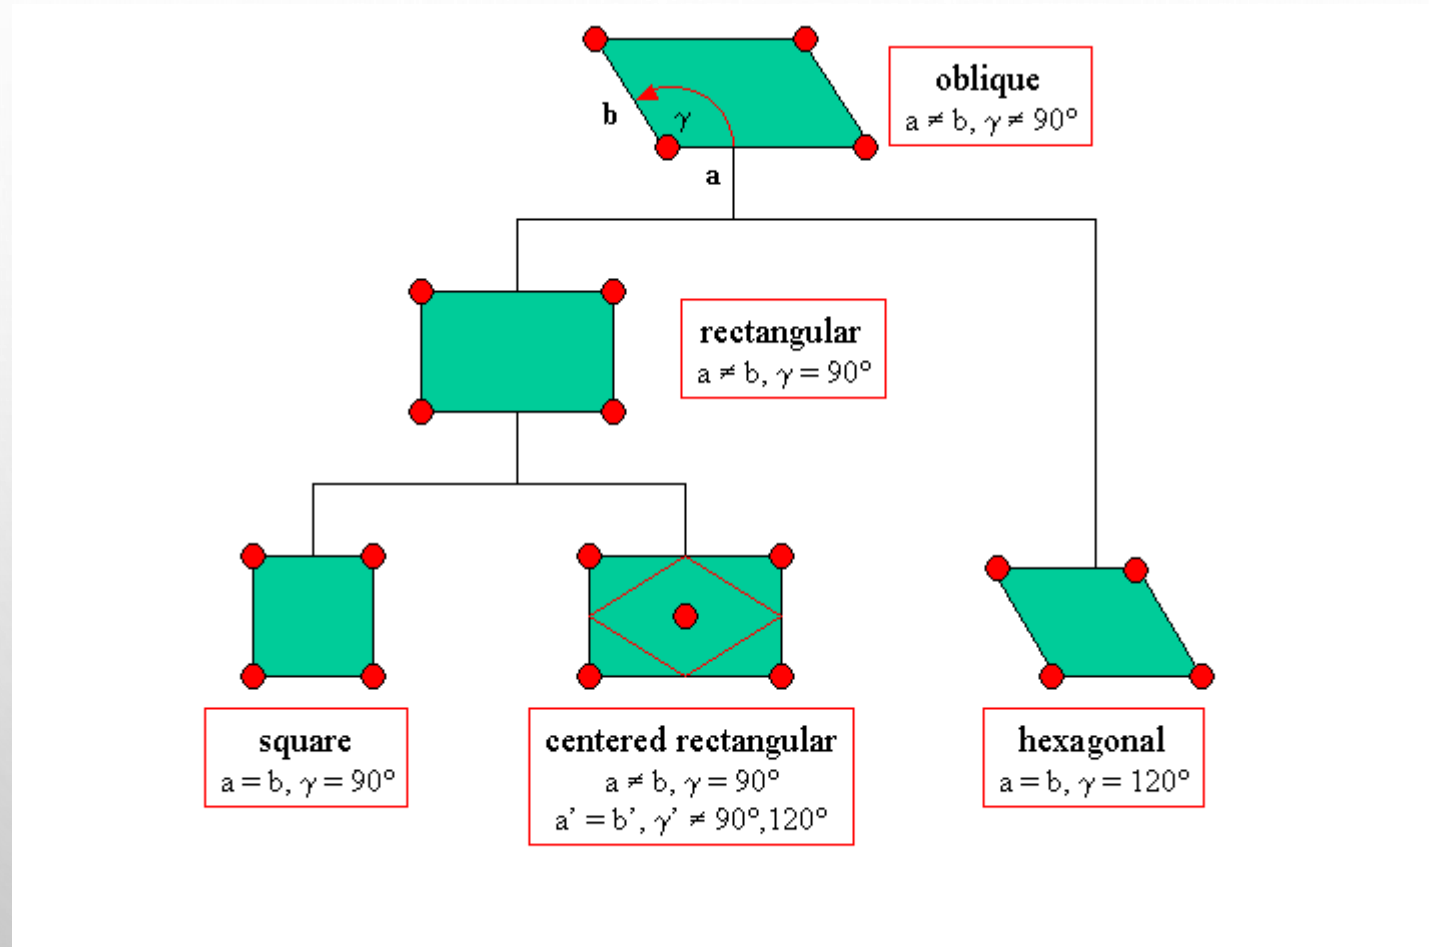 oblique
a ≠ b, γ ≠ 90°
b
γ
a
rectangular
a ≠ b, γ = 90°
square
a = b, γ = 90°
centered rectangular
a ≠ b, γ = 90°
a’ = b’, γ’ ≠ 90°,120°
hexagonal
a = b, γ = 120°